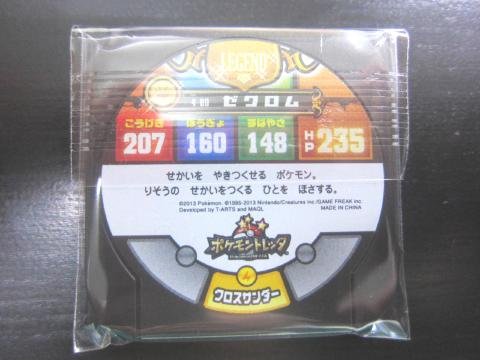 LEGEND
ゼクロム
こうげき
207
ぼうぎょ
160
すばやさ
148
HP
235
せかいを やきつくせる ポケモン。
りそうの せかいをつくる ひとを ほさする。
©2013 Pokémon. ©1995-2013 Nintendo/Creatures inc./GAME FREAK inc.
Developed by T-ARTS and MAQL MADE IN CHINA
ポケモントレッタ
クロスサンダー